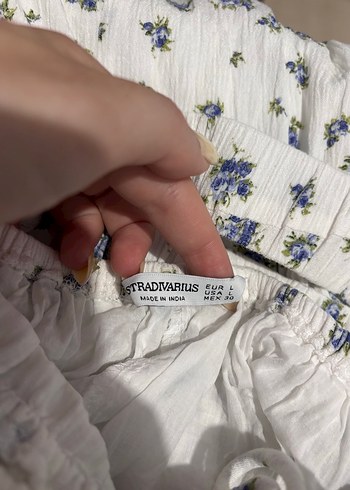 STRADIVARIUS
MADE IN INDIA
EUR L
USA L
MEX 30